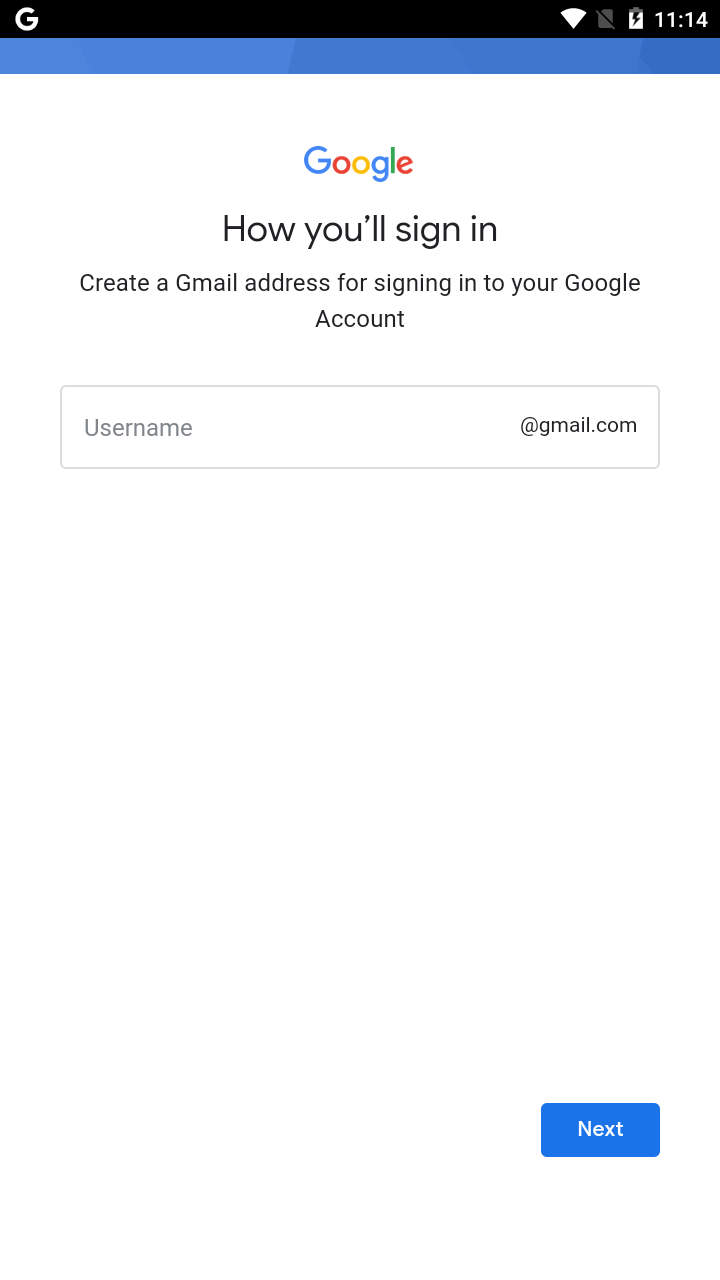 11:14
Google
How you’ll sign in
Create a Gmail address for signing in to your Google
Account
Username @gmail.com
Next